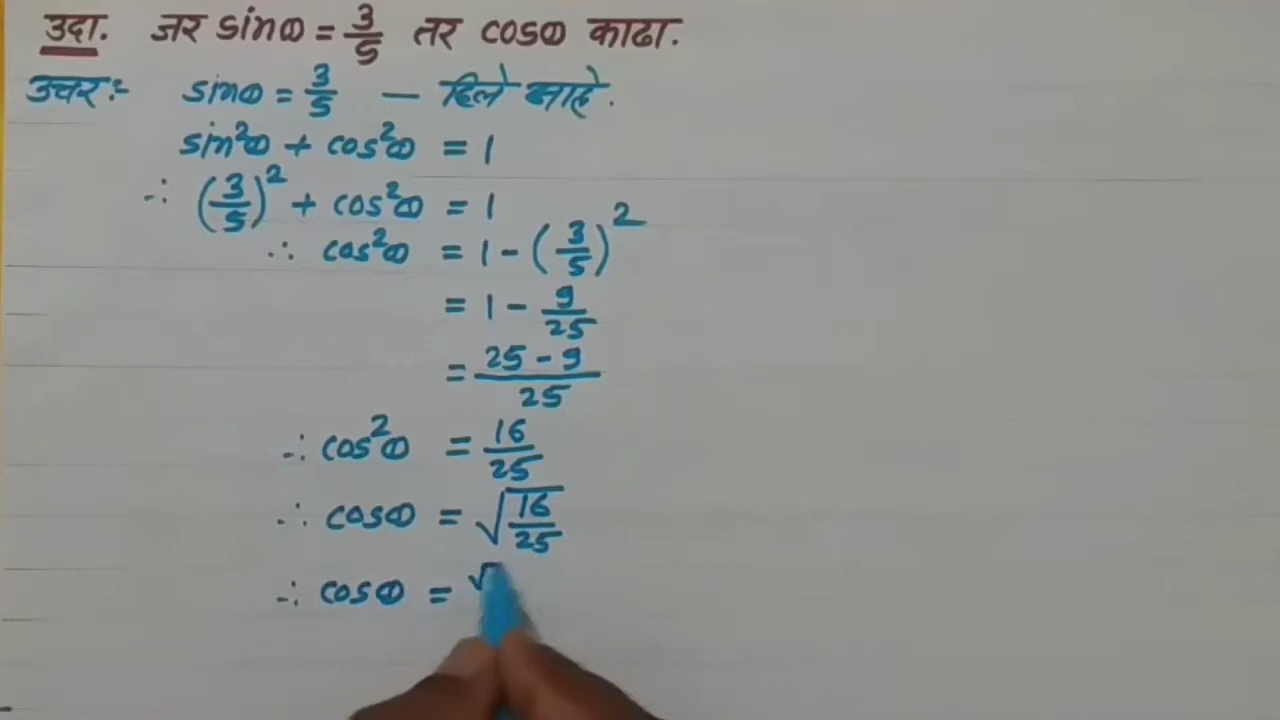 उदा. जर sinθ = 3/5 तर cosθ काढा.
उत्तर:- sinθ = 3/5 — दिले आहे.
sin²θ + cos²θ = 1
∴ (3/5)² + cos²θ = 1
∴ cos²θ = 1 - (3/5)²
= 1 - 9/25
= 25 - 9/25
∴ cos²θ = 16/25
∴ cosθ = √16/25
∴ cosθ = √